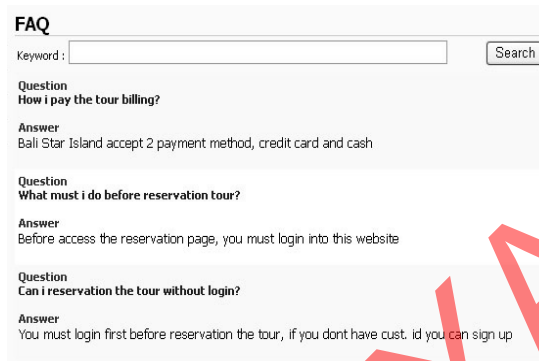 FAQ
Keyword :
Search
Question
How i pay the tour billing?
Answer
Bali Star Island accept 2 payment method, credit card and cash
Question
What must i do before reservation tour?
Answer
Before access the reservation page, you must login into this website
Question
Can i reservation the tour without login?
Answer
You must login first before reservation the tour, if you dont have cust. id you can sign up